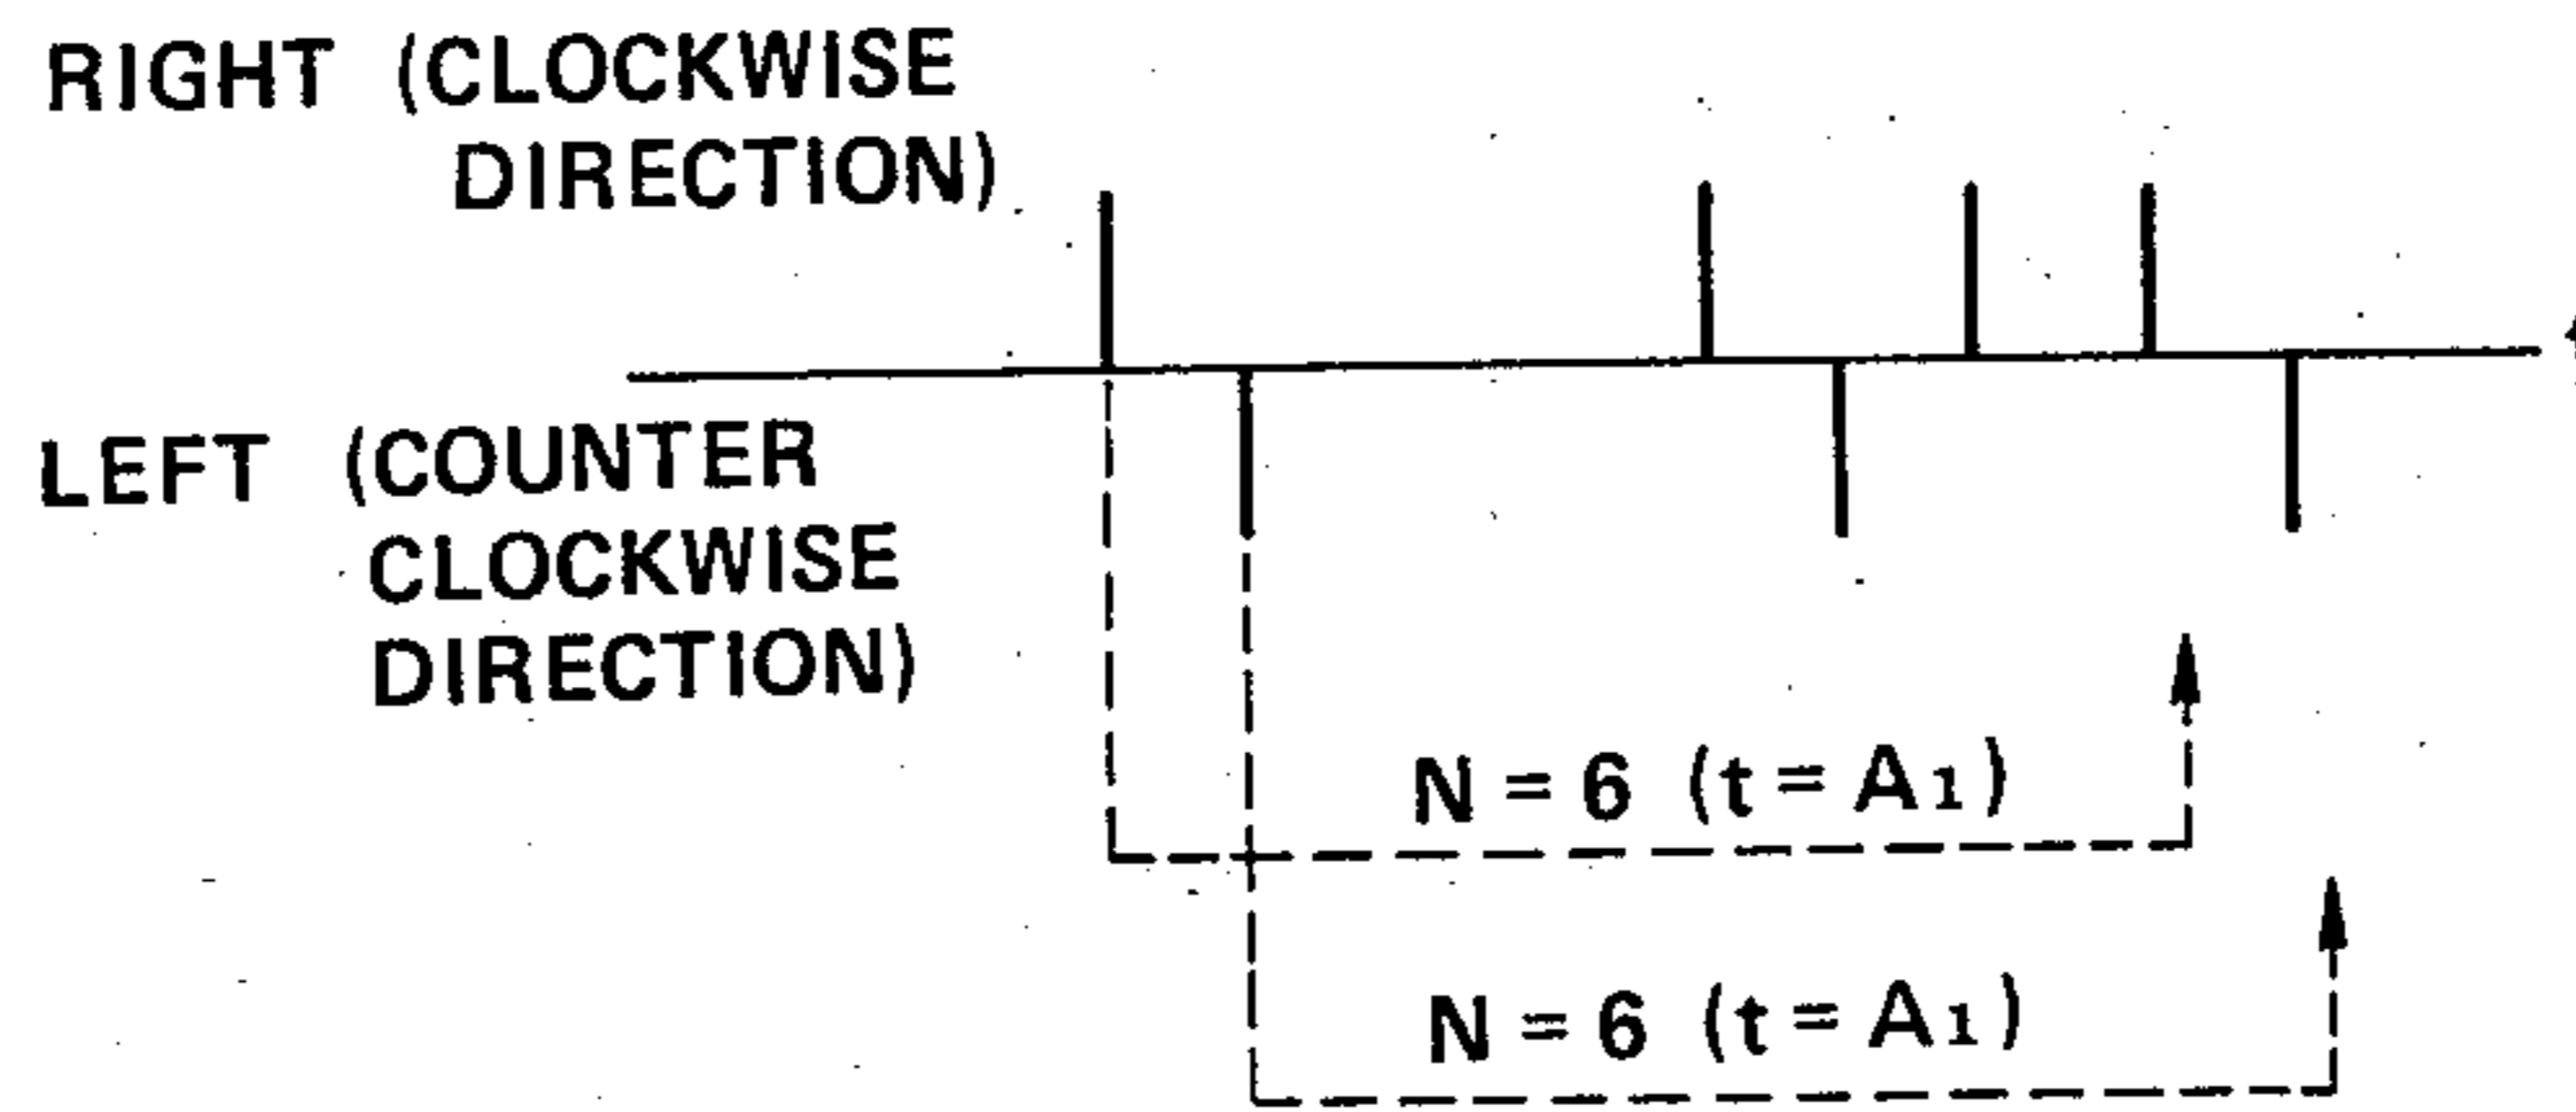 RIGHT (CLOCKWISE
DIRECTION)
LEFT (COUNTER
CLOCKWISE
DIRECTION)
N = 6 (t = A₁)
N = 6 (t = A₁)